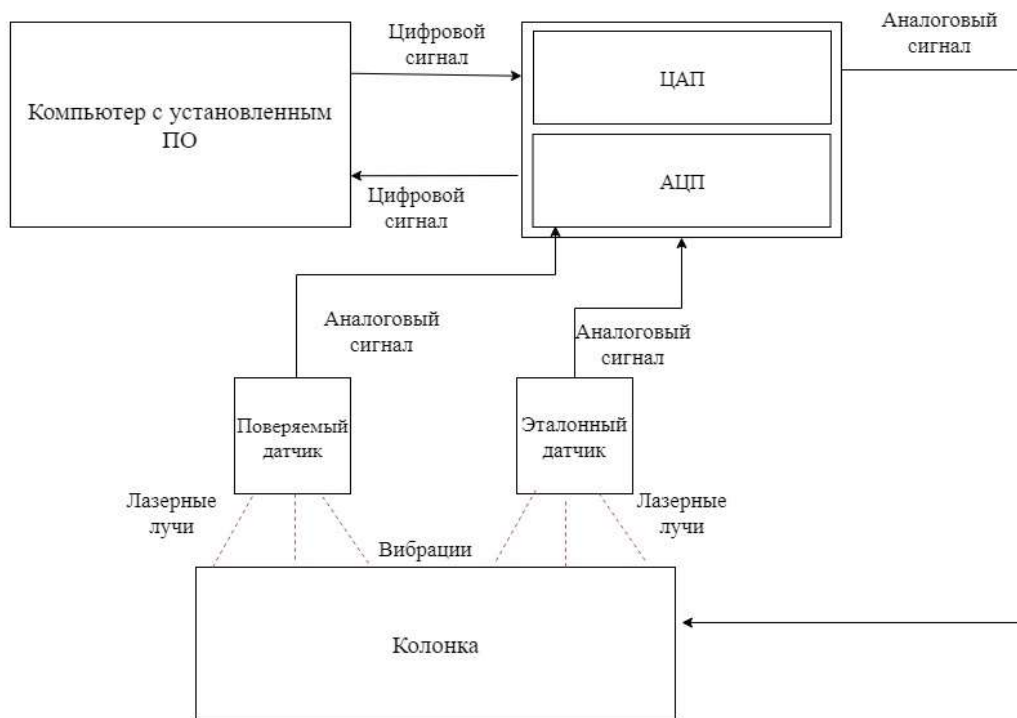 Цифровой
сигнал
Аналоговый
сигнал
Компьютер с установленным
ПО
ЦАП
АЦП
Цифровой
сигнал
Аналоговый
сигнал
Аналоговый
сигнал
Поверяемый
датчик
Эталонный
датчик
Лазерные
лучи
Вибрации
Лазерные
лучи
Колонка